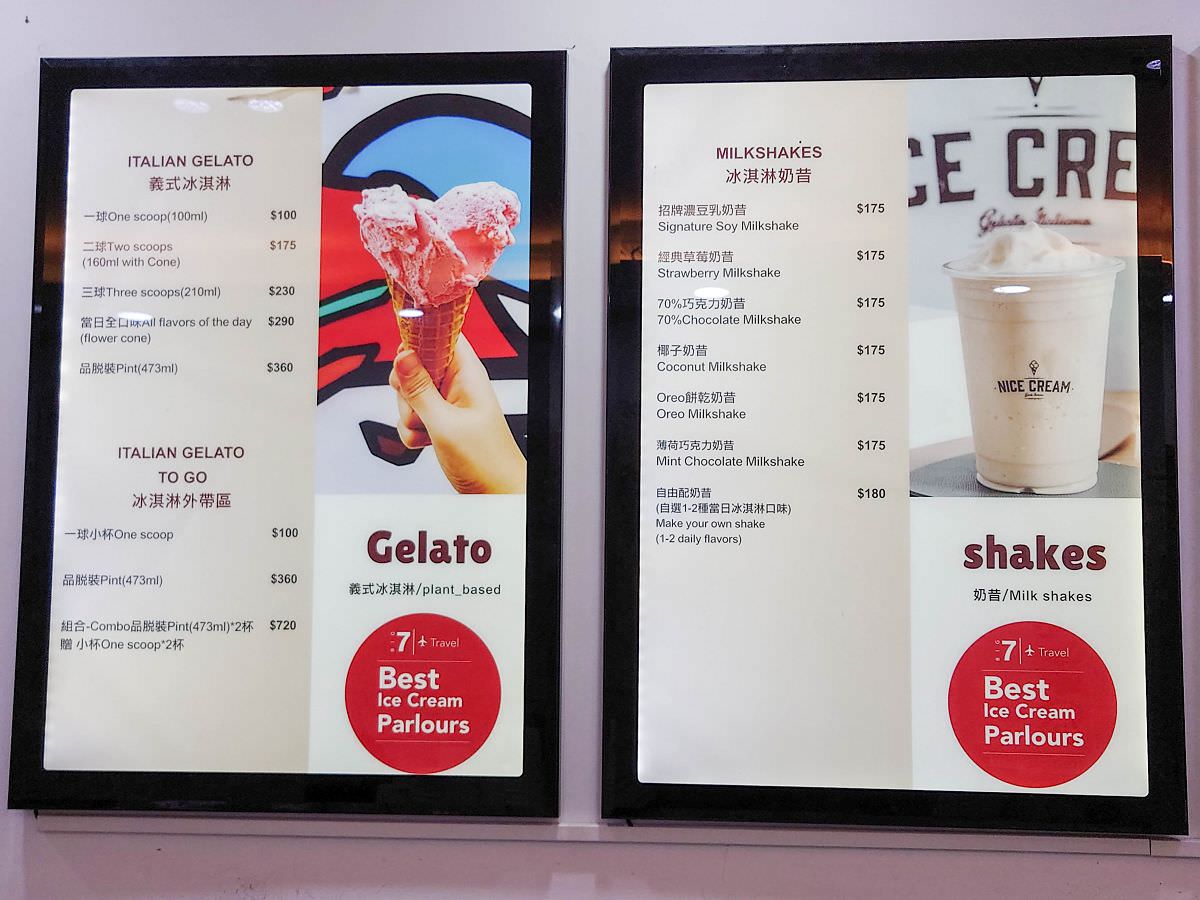 ITALIAN GELATO
義式冰淇淋
一球One scoop(100ml) $100
二球Two scoops $175
(160ml with Cone)
三球Three scoops(210ml) $230
當日全口味All flavors of the day $290
(flower cone)
品脱裝Pint(473ml) $360
ITALIAN GELATO
TO GO
冰淇淋外帶區
一球小杯One scoop $100
品脱裝Pint(473ml) $360
組合-Combo品脱裝Pint(473ml)*2杯 $720
贈 小杯One scoop*2杯
Gelato
義式冰淇淋/plant_based
7 Travel
Best
Ice Cream
Parlours
MILKSHAKES
冰淇淋奶昔
招牌濃豆乳奶昔 $175
Signature Soy Milkshake
經典草莓奶昔 $175
Strawberry Milkshake
70%巧克力奶昔 $175
70%Chocolate Milkshake
椰子奶昔 $175
Coconut Milkshake
Oreo餅乾奶昔 $175
Oreo Milkshake
薄荷巧克力奶昔 $175
Mint Chocolate Milkshake
自由配奶昔 $180
(自選1-2種當日冰淇淋口味)
Make your own shake
(1-2 daily flavors)
CE CRE
Gelato Italiano
NICE CREAM
shakes
奶昔/Milk shakes
7 Travel
Best
Ice Cream
Parlours